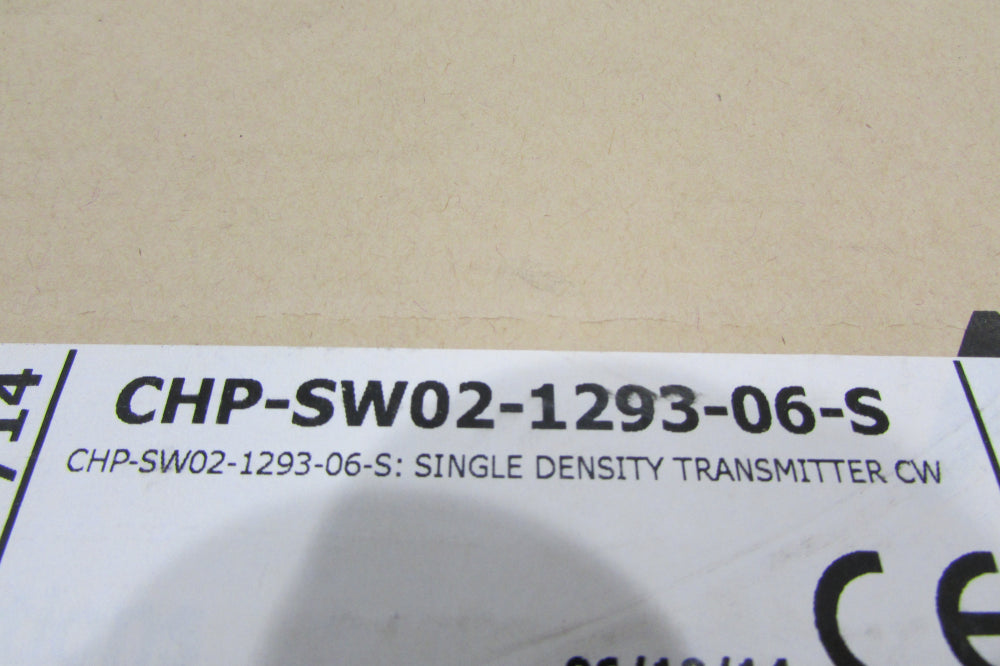 CHP-SW02-1293-06-S
CHP-SW02-1293-06-S: SINGLE DENSITY TRANSMITTER CW
CE